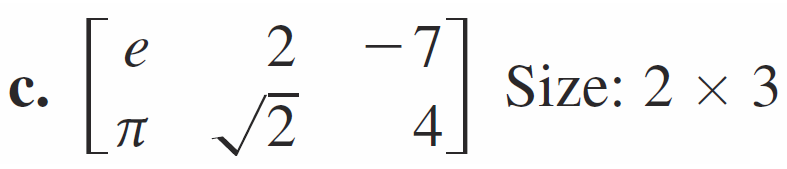 c. [ e 2 −7
π √2 4 ] Size: 2 × 3